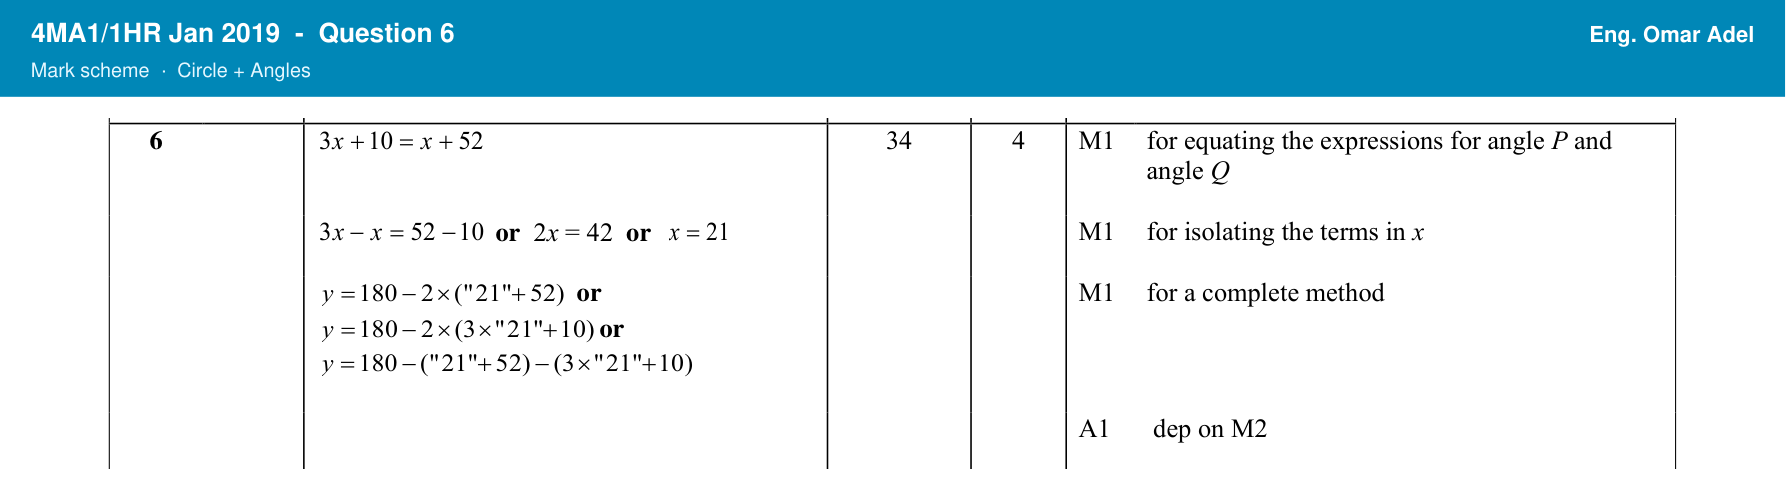 4MA1/1HR Jan 2019 - Question 6
Eng. Omar Adel
Mark scheme · Circle + Angles
6 3x + 10 = x + 52 34 4 M1 for equating the expressions for angle P and
angle Q
3x − x = 52 − 10 or 2x = 42 or x = 21 M1 for isolating the terms in x
y = 180 − 2×("21"+ 52) or M1 for a complete method
y = 180 − 2×(3×"21"+10) or
y = 180 − ("21"+ 52) − (3×"21"+10)
A1 dep on M2